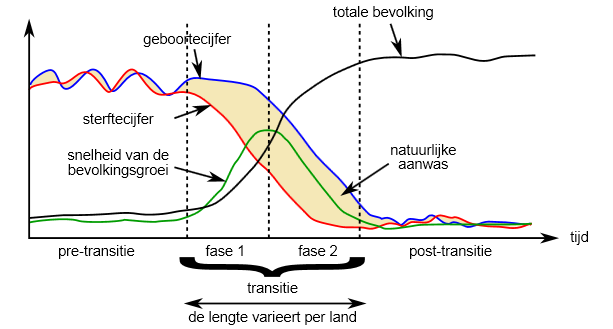 totale bevolking
geboortecijfer
sterftecijfer
snelheid van de
bevolkingsgroei
natuurlijke
aanwas
tijd
pre-transitie
fase 1
fase 2
post-transitie
transitie
de lengte varieert per land